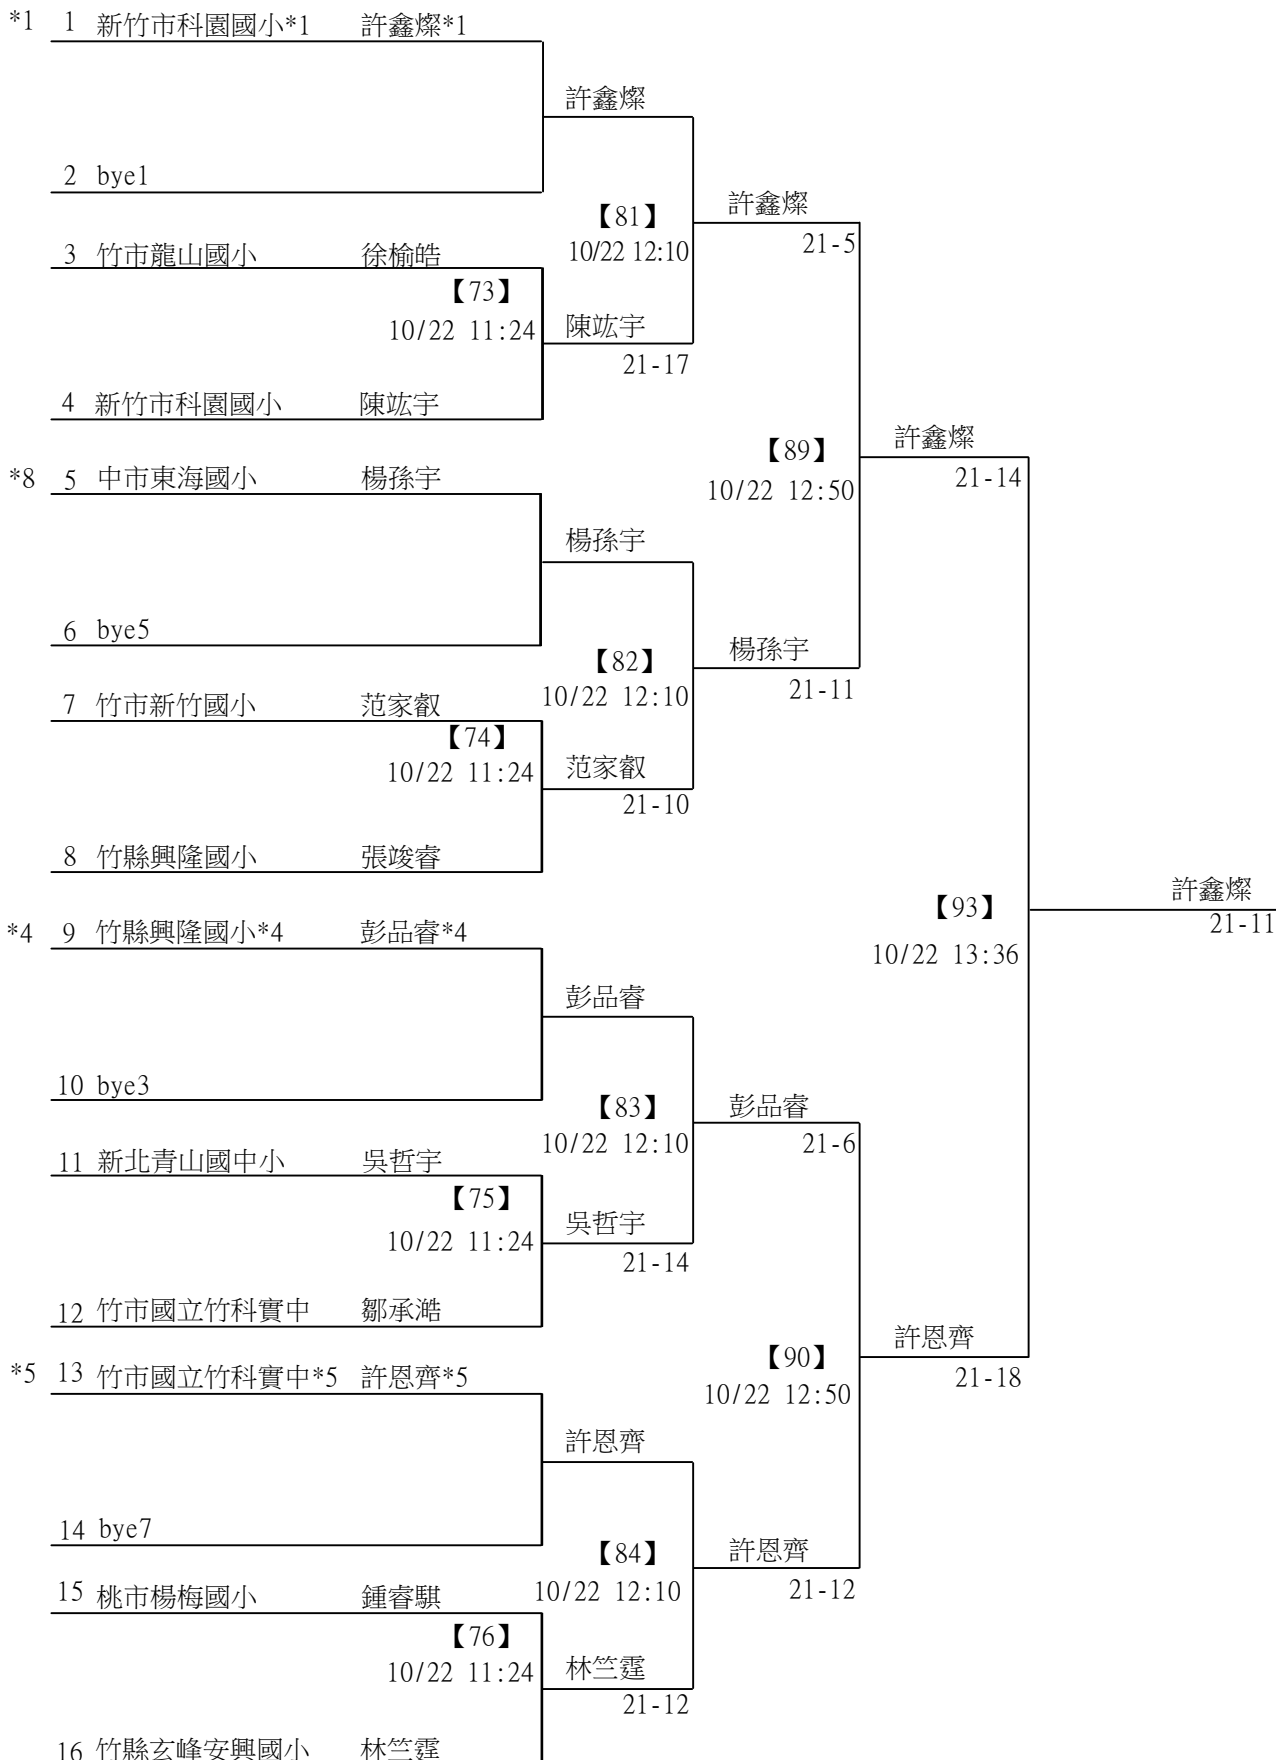 *1 1 新竹市科園國小*1 許鑫燦*1
許鑫燦
2 bye1
【81】
10/22 12:10
許鑫燦
21-5
3 竹市龍山國小 徐榆皓
【73】
10/22 11:24
陳竑宇
21-17
4 新竹市科園國小 陳竑宇
【89】
10/22 12:50
許鑫燦
21-14
*8 5 中市東海國小 楊孫宇
楊孫宇
6 bye5
【82】
10/22 12:10
楊孫宇
21-11
7 竹市新竹國小 范家叡
【74】
10/22 11:24
范家叡
21-10
8 竹縣興隆國小 張竣睿
【93】
10/22 13:36
許鑫燦
21-11
*4 9 竹縣興隆國小*4 彭品睿*4
彭品睿
10 bye3
【83】
10/22 12:10
彭品睿
21-6
11 新北青山國中小 吳哲宇
【75】
10/22 11:24
吳哲宇
21-14
12 竹市國立竹科實中 鄒承澔
【90】
10/22 12:50
許恩齊
21-18
*5 13 竹市國立竹科實中*5 許恩齊*5
許恩齊
14 bye7
【84】
10/22 12:10
許恩齊
21-12
15 桃市楊梅國小 鍾睿騏
【76】
10/22 11:24
林竺霆
21-12
16 竹縣玄峰安興國小 林竺霆